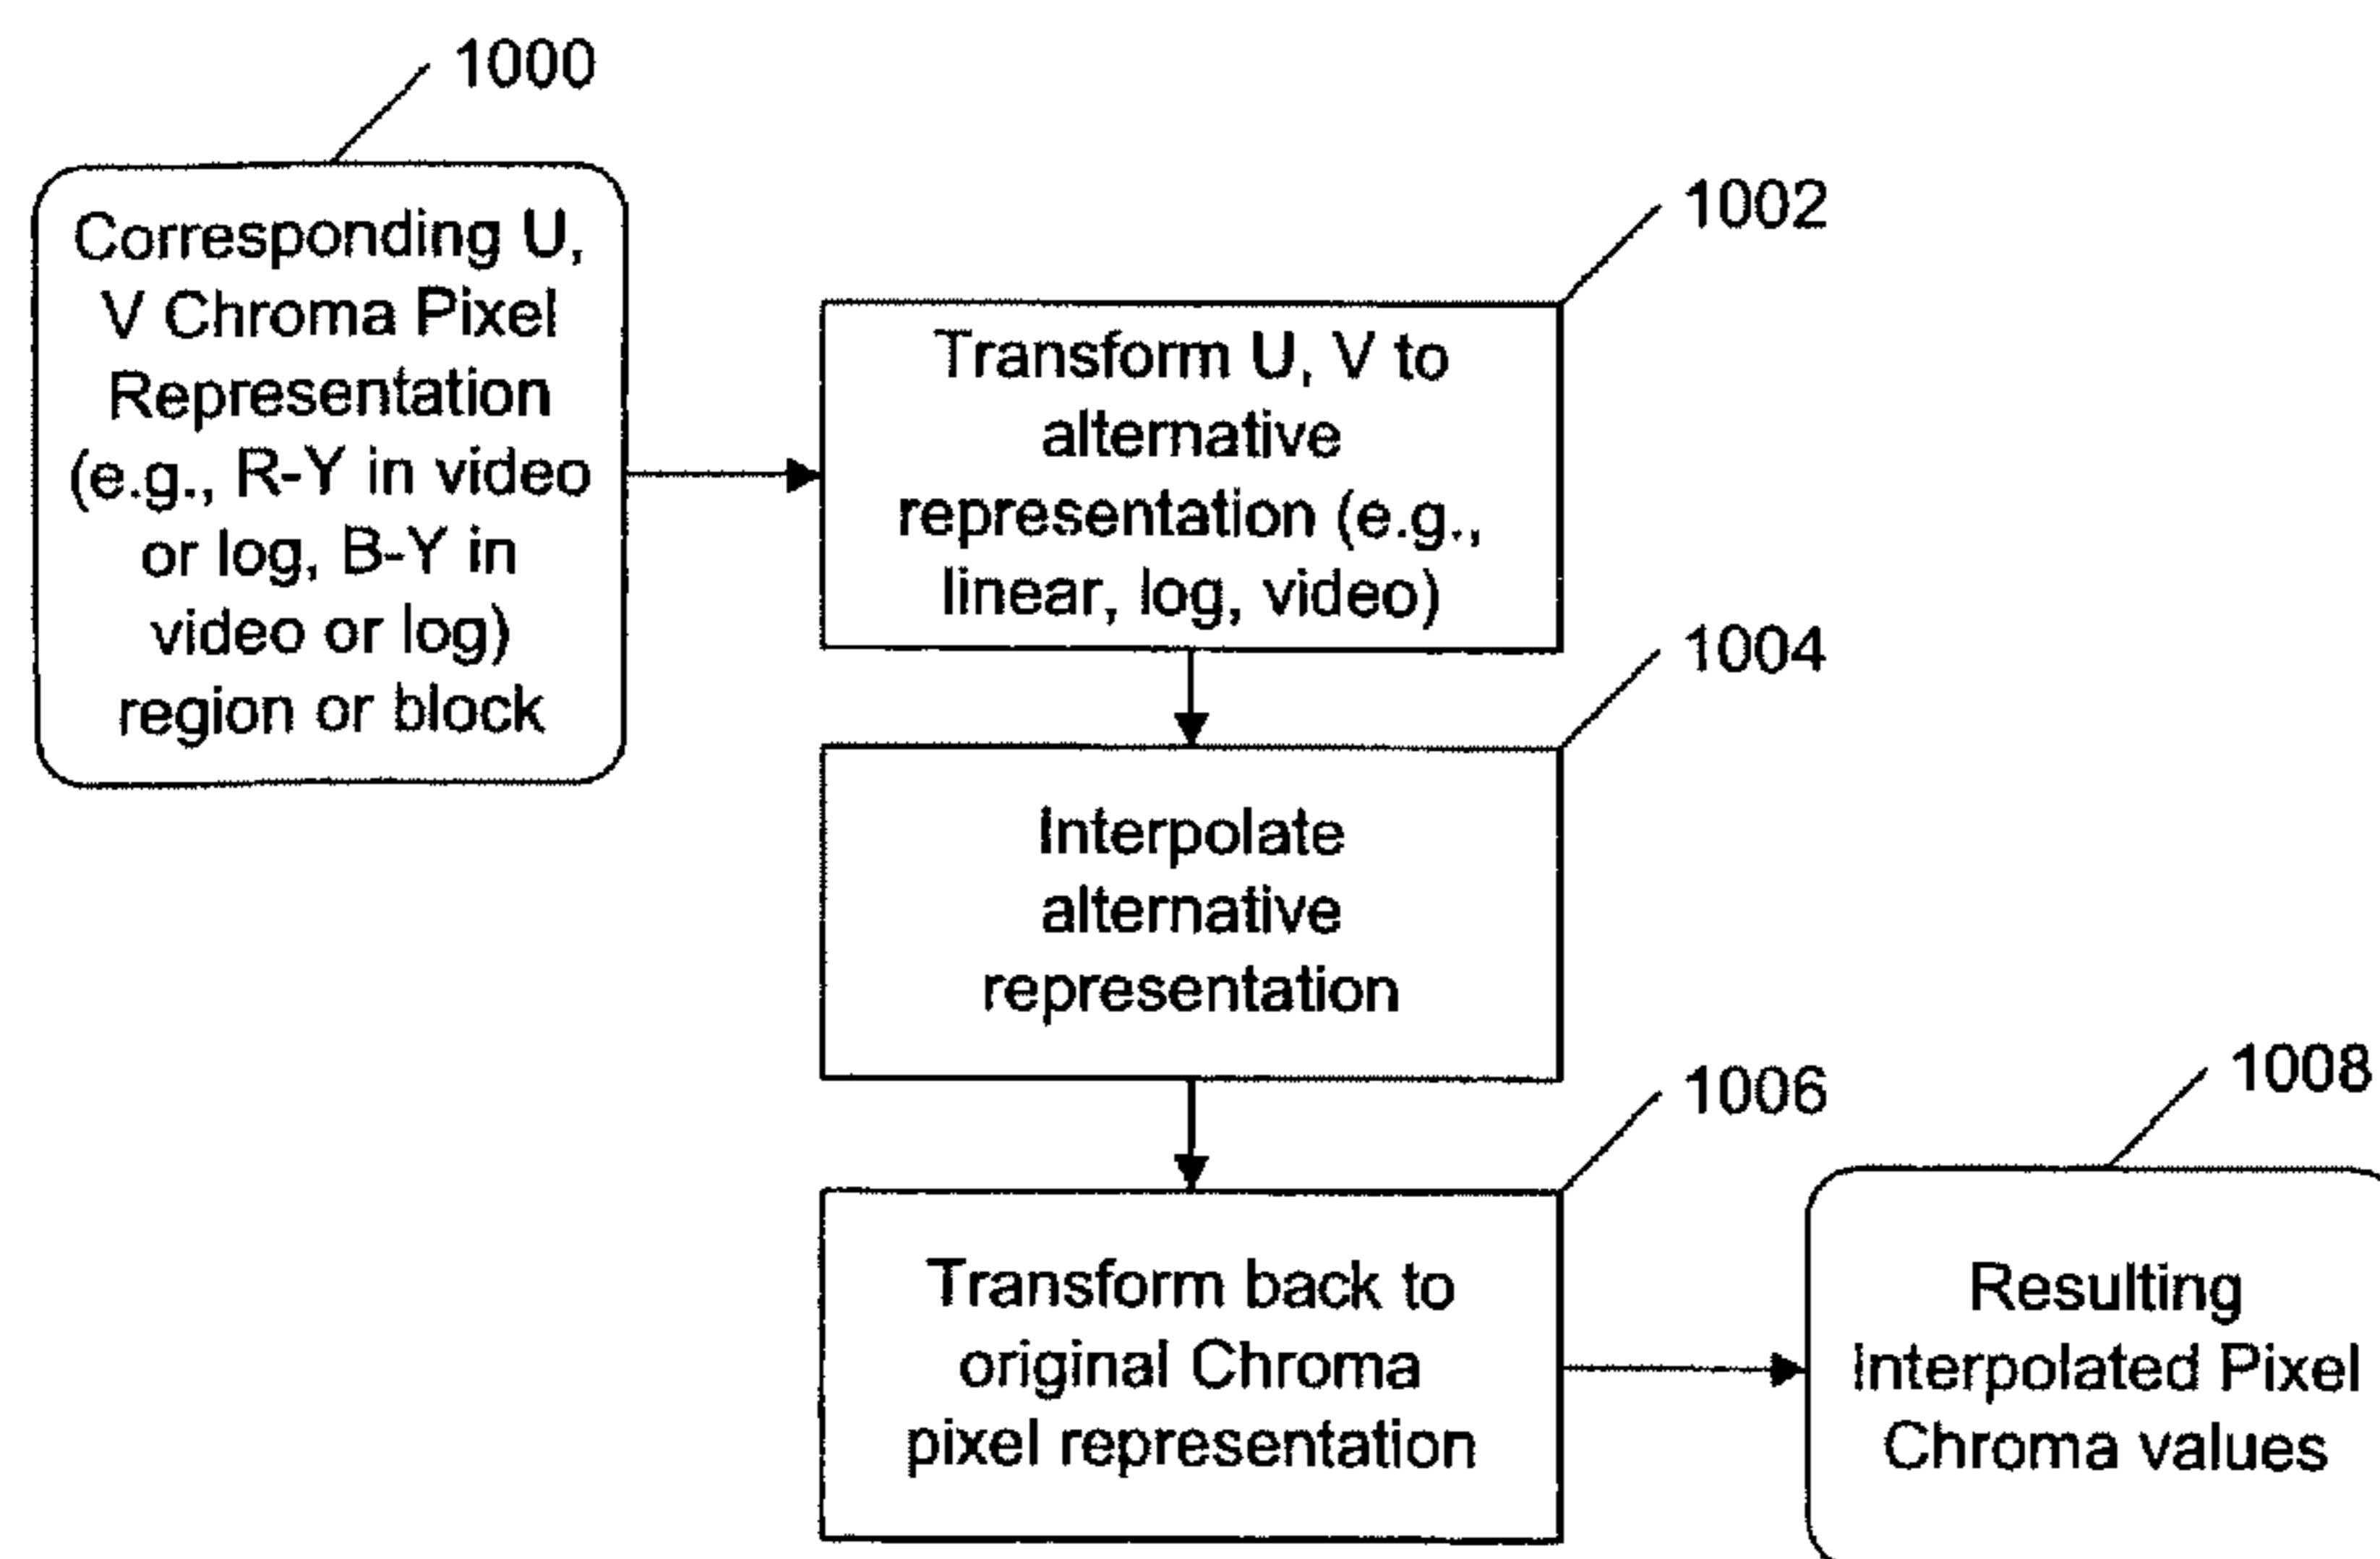 1000
Corresponding U,
V Chroma Pixel
Representation
(e.g., R-Y in video
or log, B-Y in
video or log)
region or block
1002
Transform U, V to
alternative
representation (e.g.,
linear, log, video)
1004
Interpolate
alternative
representation
1006
Transform back to
original Chroma
pixel representation
1008
Resulting
Interpolated Pixel
Chroma values